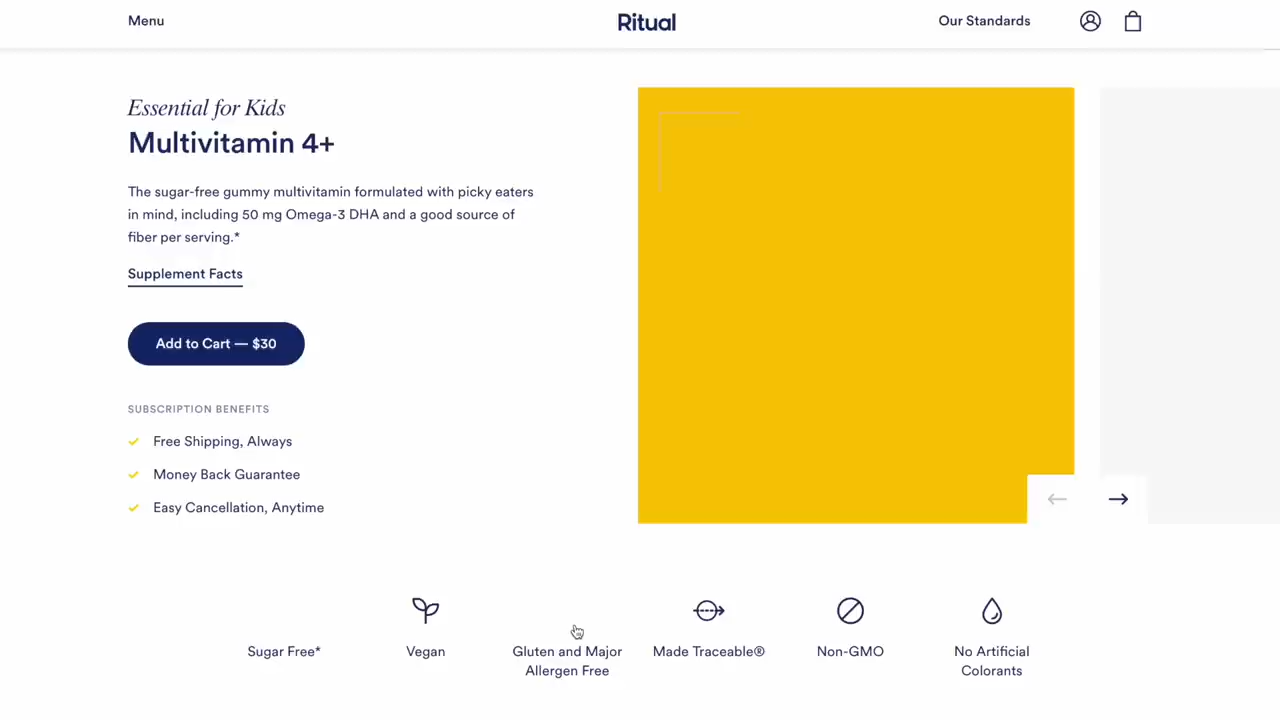 Menu
Ritual
Our Standards
Essential for Kids
Multivitamin 4+
The sugar-free gummy multivitamin formulated with picky eaters
in mind, including 50 mg Omega-3 DHA and a good source of
fiber per serving.*
Supplement Facts
Add to Cart — $30
SUBSCRIPTION BENEFITS
Free Shipping, Always
Money Back Guarantee
Easy Cancellation, Anytime
Sugar Free*
Vegan
Gluten and Major
Allergen Free
Made Traceable®
Non-GMO
No Artificial
Colorants